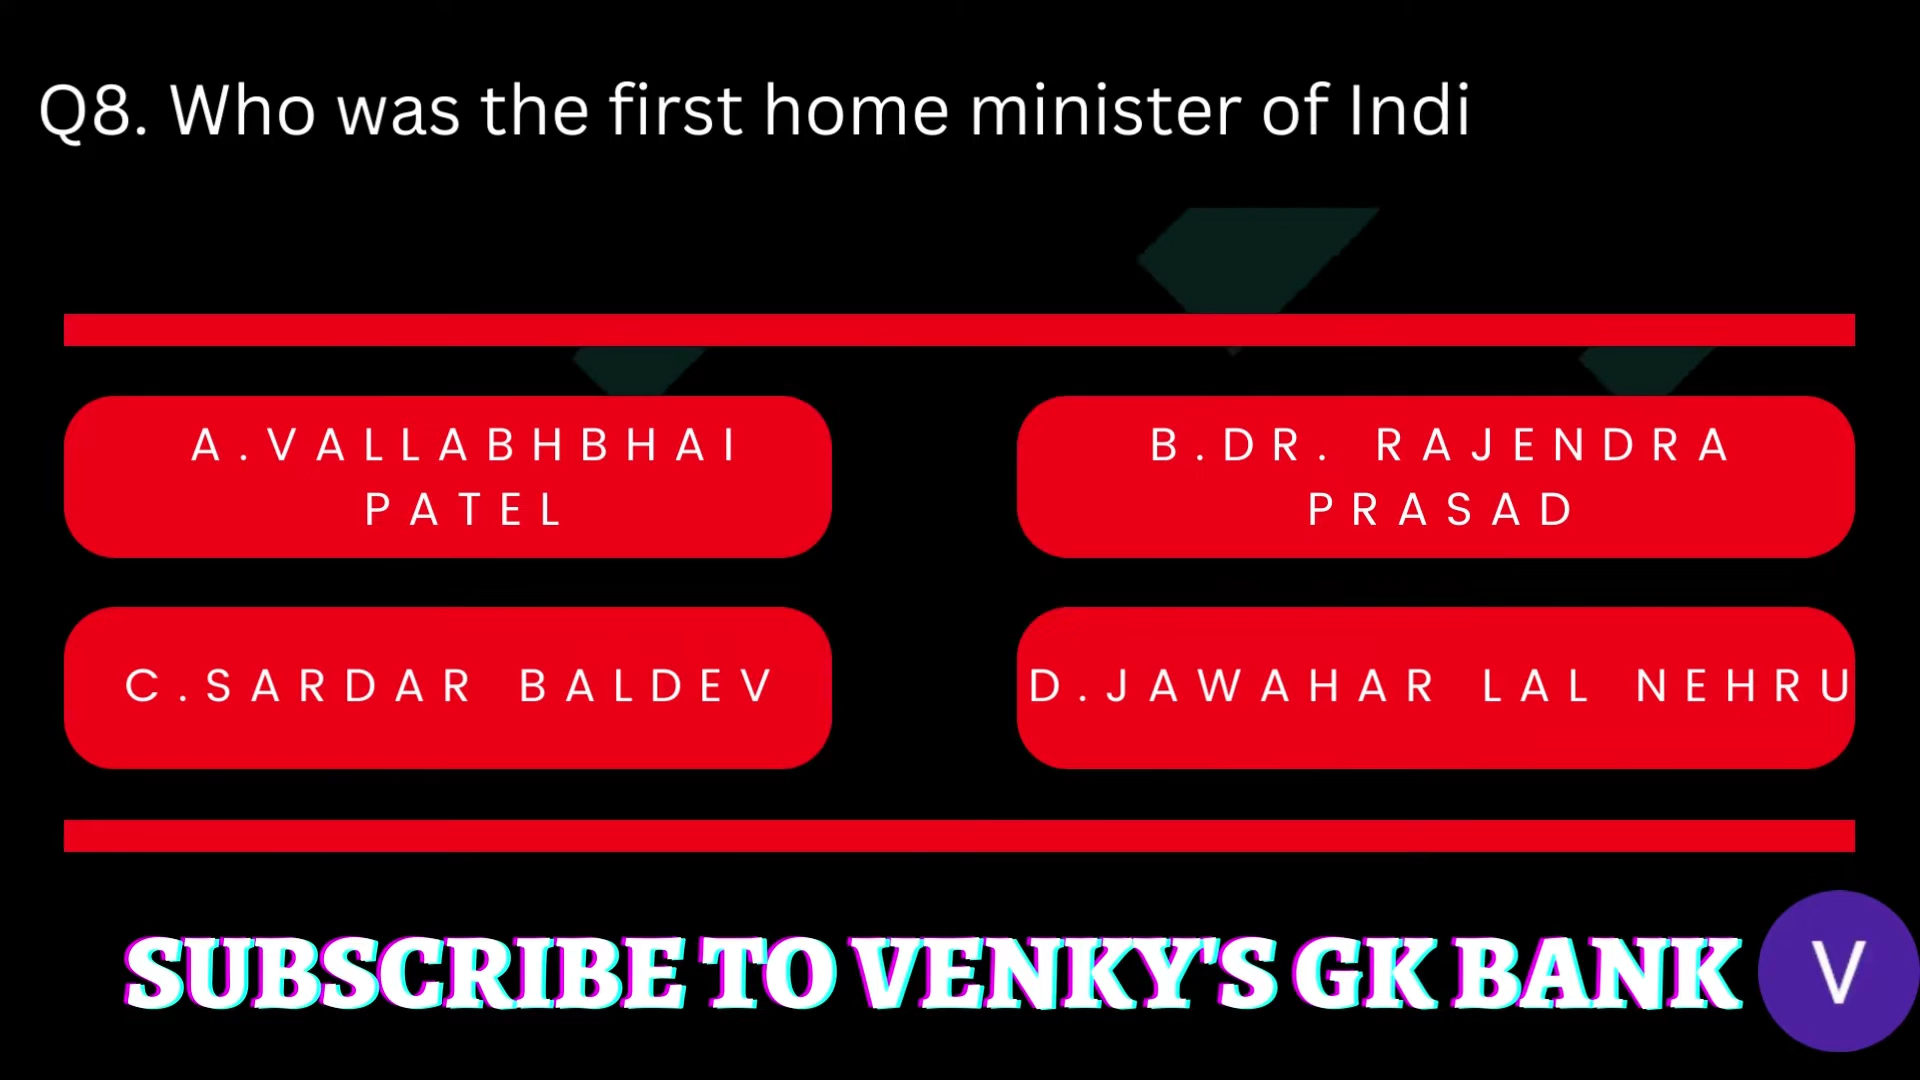 Q8. Who was the first home minister of Indi
A.VALLABHBHAI
PATEL
B.DR. RAJENDRA
PRASAD
C.SARDAR BALDEV
D.JAWAHAR LAL NEHRU
SUBSCRIBE TO VENKY'S GK BANK
V